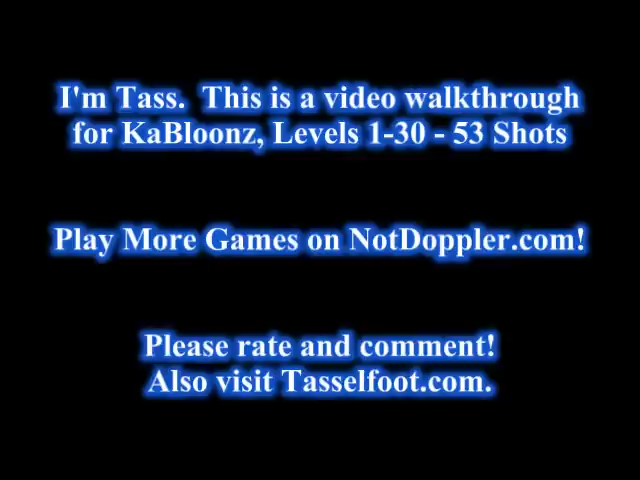 I'm Tass.  This is a video walkthrough
for KaBloonz, Levels 1-30 - 53 Shots
Play More Games on NotDoppler.com!
Please rate and comment!
Also visit Tasselfoot.com.